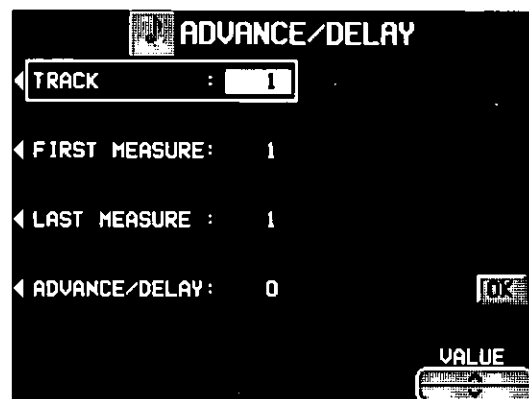 ADVANCE/DELAY
TRACK : 1
FIRST MEASURE: 1
LAST MEASURE : 1
ADVANCE/DELAY: 0
OK
VALUE